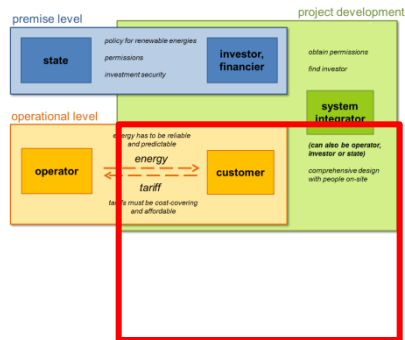 premise level
project development
state
policy for renewable energies
permissions
investment security
investor,
financier
obtain permissions
find investor
system
integrator
(can also be operator,
investor or state)
comprehensive design
with people on-site
operational level
operator
energy has to be reliable
and predictable
energy
tariff
tariffs must be cost-covering
and affordable
customer